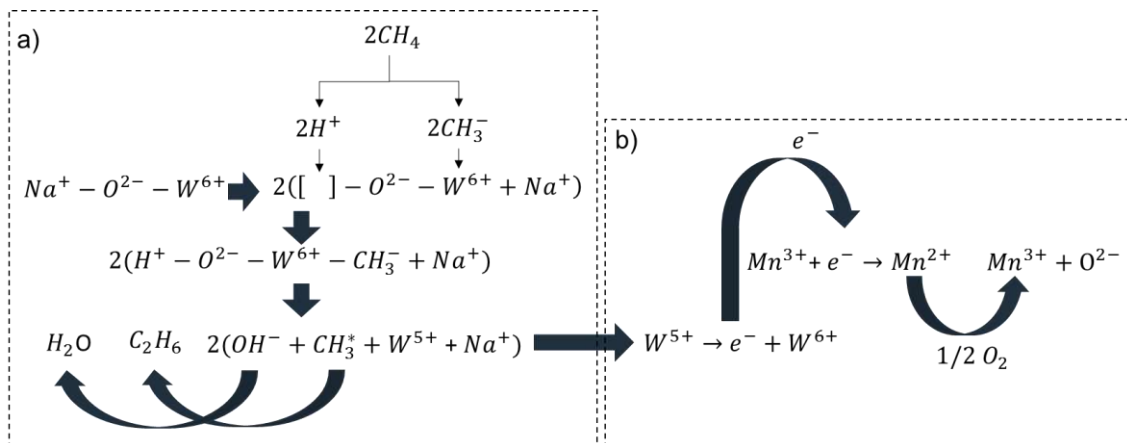 a)
2CH₄
2H⁺ 2CH₃⁻
Na⁺ − O²⁻ − W⁶⁺ 2([ ] − O²⁻ − W⁶⁺ + Na⁺)
2(H⁺ − O²⁻ − W⁶⁺ − CH₃⁻ + Na⁺)
H₂O C₂H₆ 2(OH⁻ + CH₃* + W⁵⁺ + Na⁺)
b)
e⁻
Mn³⁺ + e⁻ → Mn²⁺ Mn³⁺ + O²⁻
W⁵⁺ → e⁻ + W⁶⁺
1/2 O₂